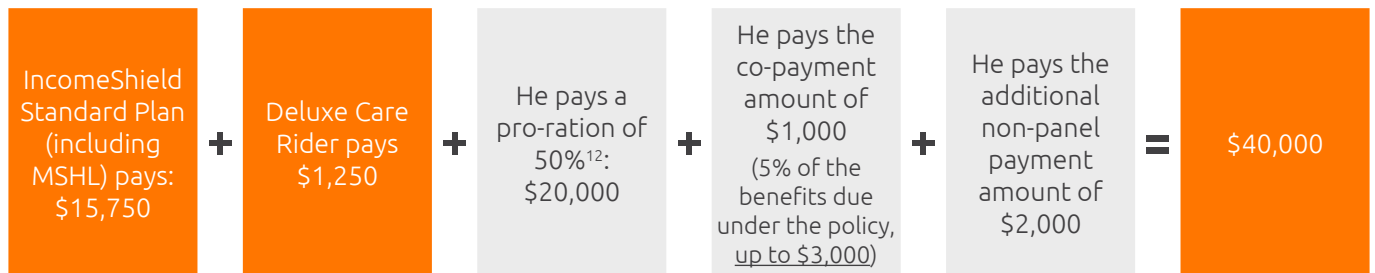 IncomeShield
Standard Plan
(including
MSHL) pays:
$15,750
+
Deluxe Care
Rider pays
$1,250
+
He pays a
pro-ration of
50%¹²:
$20,000
+
He pays the
co-payment
amount of
$1,000
(5% of the
benefits due
under the policy,
up to $3,000)
+
He pays the
additional
non-panel
payment
amount of
$2,000
=
$40,000